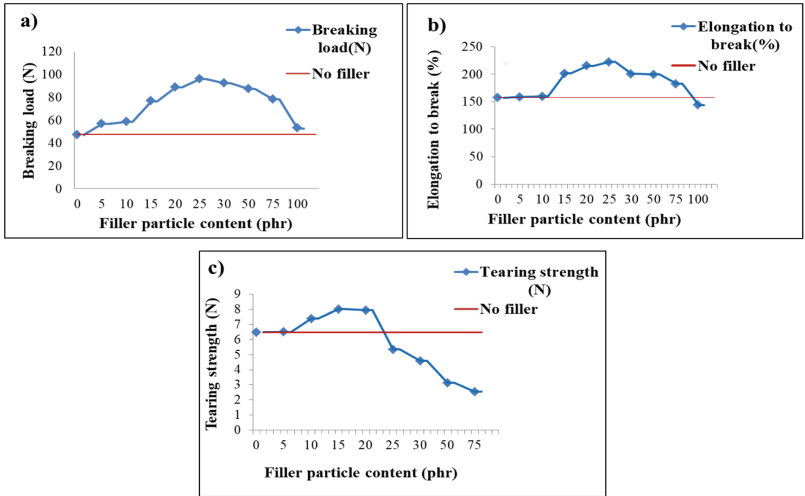 a)
Breaking load(N)
No filler
120
100
80
60
40
20
0
Breaking load (N)
0 5 10 15 20 25 30 50 75 100
Filler particle content (phr)
b)
Elongation to break(%)
No filler
250
200
150
100
50
0
Elongation to break (%)
0 5 10 15 20 25 30 50 75 100
Filler particle content (phr)
c)
Tearing strength (N)
No filler
9
8
7
6
5
4
3
2
1
0
Tearing strength (N)
0 5 10 15 20 25 30 50 75
Filler particle content (phr)